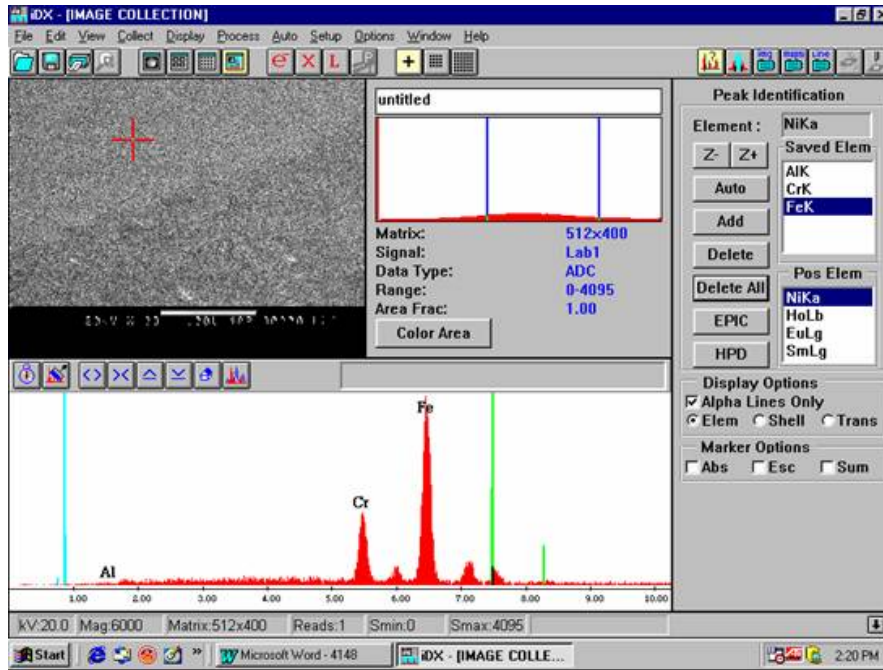 iDX - [IMAGE COLLECTION]
File Edit View Collect Display Process Auto Setup Options Window Help
e⁻ X L
img maps Line
untitled
Matrix: 512x400
Signal: Lab1
Data Type: ADC
Range: 0-4095
Area Frac: 1.00
Color Area
Peak Identification
Element : NiKa
Z- Z+
Auto
Add
Delete
Delete All
EPIC
HPD
Saved Elem
AlK
CrK
FeK
Pos Elem
NiKa
HoLb
EuLg
SmLg
Display Options
Alpha Lines Only
Elem Shell Trans
Marker Options
Abs Esc Sum
Fe
Cr
Al
1.00 2.00 3.00 4.00 5.00 6.00 7.00 8.00 9.00 10.00
kV:20.0 Mag:6000 Matrix:512x400 Reads:1 Smin:0 Smax:4095
Start » Microsoft Word - 4148 iDX - [IMAGE COLLE... 2:20 PM